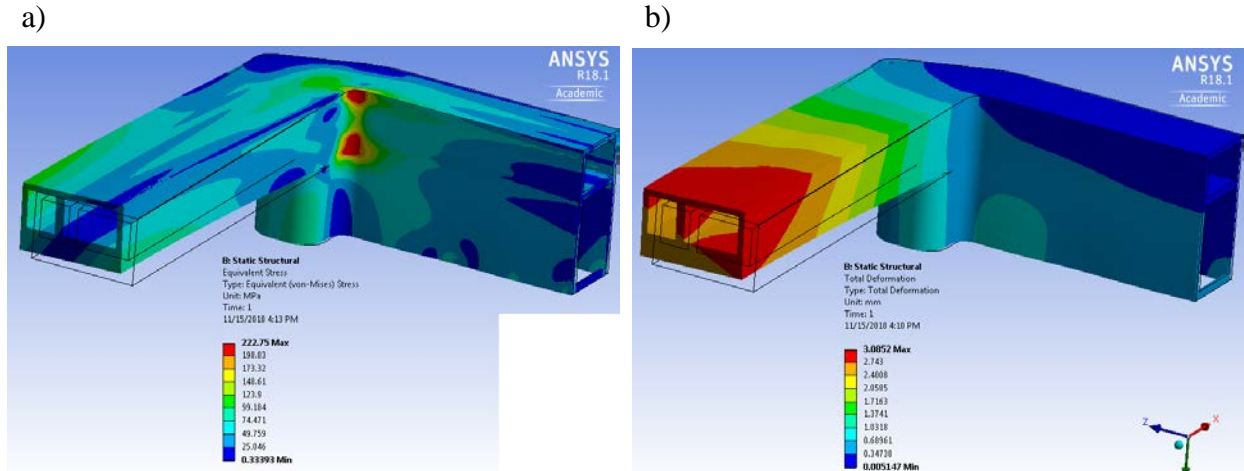 a)
ANSYS
R18.1
Academic
B: Static Structural
Equivalent Stress
Type: Equivalent (von-Mises) Stress
Unit: MPa
Time: 1
11/15/2018 4:13 PM
222.75 Max
198.03
173.32
148.61
123.9
99.184
74.471
49.759
25.046
0.33393 Min
b)
ANSYS
R18.1
Academic
B: Static Structural
Total Deformation
Type: Total Deformation
Unit: mm
Time: 1
11/15/2018 4:10 PM
3.0852 Max
2.743
2.4008
2.0585
1.7163
1.3741
1.0318
0.68961
0.34738
0.005147 Min
Z
X